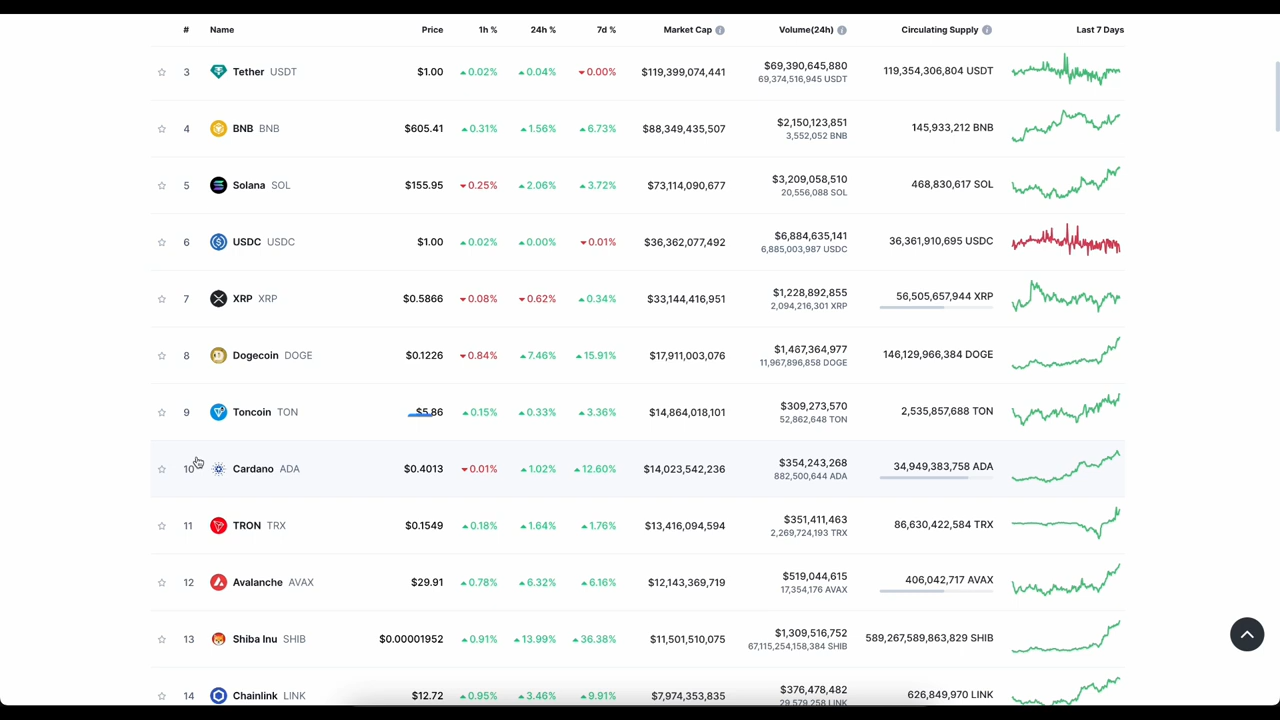 # Name Price 1h % 24h % 7d % Market Cap Volume(24h) Circulating Supply Last 7 Days
3 Tether USDT $1.00 0.02% 0.04% 0.00% $119,399,074,441 $69,390,645,880 119,354,306,804 USDT
69,374,516,945 USDT
4 BNB BNB $605.41 0.31% 1.56% 6.73% $88,349,435,507 $2,150,123,851 145,933,212 BNB
3,552,052 BNB
5 Solana SOL $155.95 0.25% 2.06% 3.72% $73,114,090,677 $3,209,058,510 468,830,617 SOL
20,556,088 SOL
6 USDC USDC $1.00 0.02% 0.00% 0.01% $36,362,077,492 $6,884,635,141 36,361,910,695 USDC
6,885,003,987 USDC
7 XRP XRP $0.5866 0.08% 0.62% 0.34% $33,144,416,951 $1,228,892,855 56,505,657,944 XRP
2,094,216,301 XRP
8 Dogecoin DOGE $0.1226 0.84% 7.46% 15.91% $17,911,003,076 $1,467,364,977 146,129,966,384 DOGE
11,967,896,858 DOGE
9 Toncoin TON $5.86 0.15% 0.33% 3.36% $14,864,018,101 $309,273,570 2,535,857,688 TON
52,862,648 TON
10 Cardano ADA $0.4013 0.01% 1.02% 12.60% $14,023,542,236 $354,243,268 34,949,383,758 ADA
882,500,644 ADA
11 TRON TRX $0.1549 0.18% 1.64% 1.76% $13,416,094,594 $351,411,463 86,630,422,584 TRX
2,269,724,193 TRX
12 Avalanche AVAX $29.91 0.78% 6.32% 6.16% $12,143,369,719 $519,044,615 406,042,717 AVAX
17,354,176 AVAX
13 Shiba Inu SHIB $0.00001952 0.91% 13.99% 36.38% $11,501,510,075 $1,309,516,752 589,267,589,863,829 SHIB
67,115,254,158,384 SHIB
14 Chainlink LINK $12.72 0.95% 3.46% 9.91% $7,974,353,835 $376,478,482 626,849,970 LINK
29,579,258 LINK